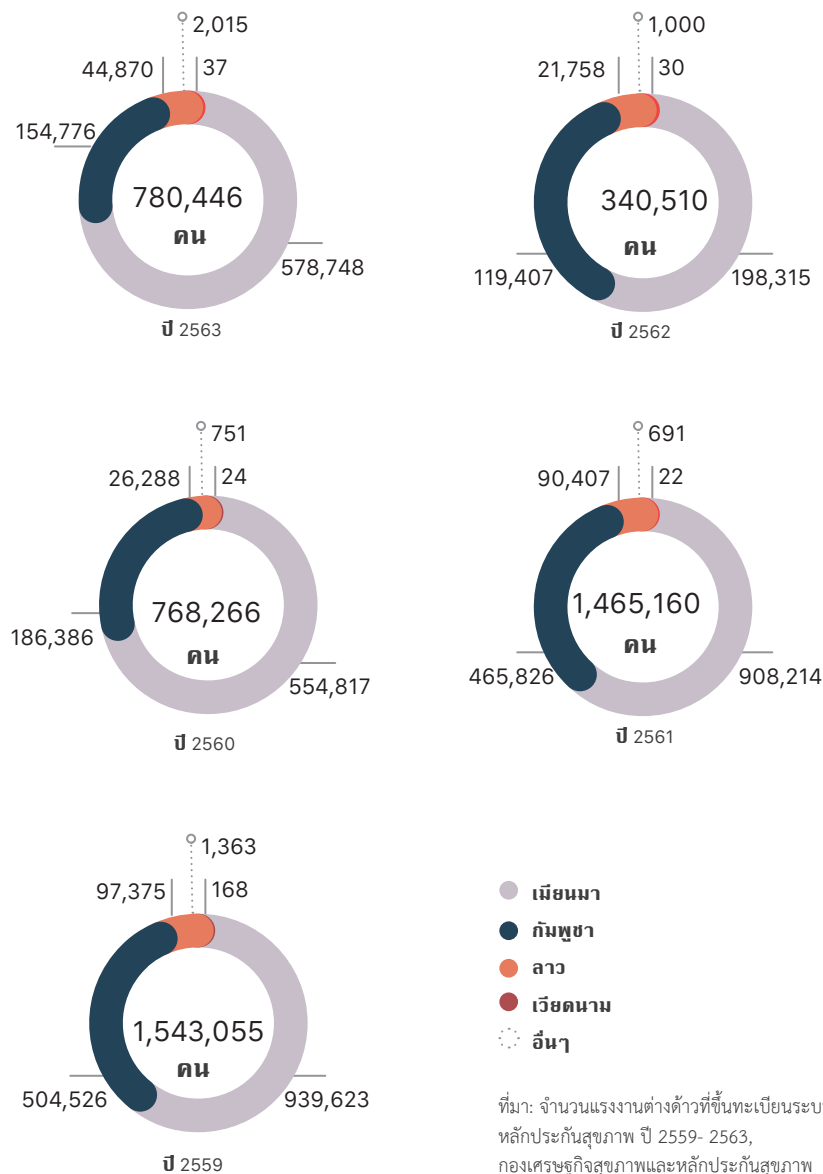 2,015
44,870
37
154,776
780,446
คน
578,748
ปี 2563
1,000
21,758
30
340,510
คน
119,407
198,315
ปี 2562
751
26,288
24
768,266
คน
186,386
554,817
ปี 2560
691
90,407
22
1,465,160
คน
465,826
908,214
ปี 2561
1,363
97,375
168
1,543,055
คน
504,526
939,623
ปี 2559
เมียนมา
กัมพูชา
ลาว
เวียดนาม
อื่นๆ
ที่มา: จำนวนแรงงานต่างด้าวที่ขึ้นทะเบียนระบบ
หลักประกันสุขภาพ ปี 2559- 2563,
กองเศรษฐกิจสุขภาพและหลักประกันสุขภาพ